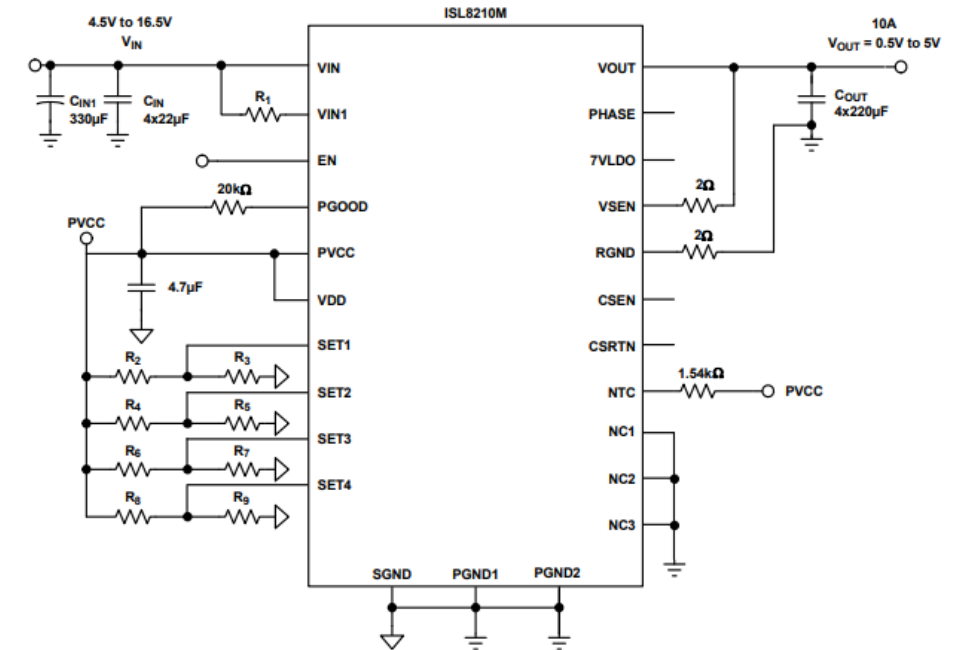 ISL8210M
4.5V to 16.5V
VIN
10A
VOUT = 0.5V to 5V
CIN1
330µF
CIN
4x22µF
R1
VIN
VIN1
EN
20kΩ
PGOOD
PVCC
PVCC
4.7µF
VDD
SET1
R2
R3
SET2
R4
R5
SET3
R6
R7
SET4
R8
R9
VOUT
COUT
4x220µF
PHASE
7VLDO
2Ω
VSEN
2Ω
RGND
CSEN
CSRTN
1.54kΩ
NTC
PVCC
NC1
NC2
NC3
SGND
PGND1
PGND2